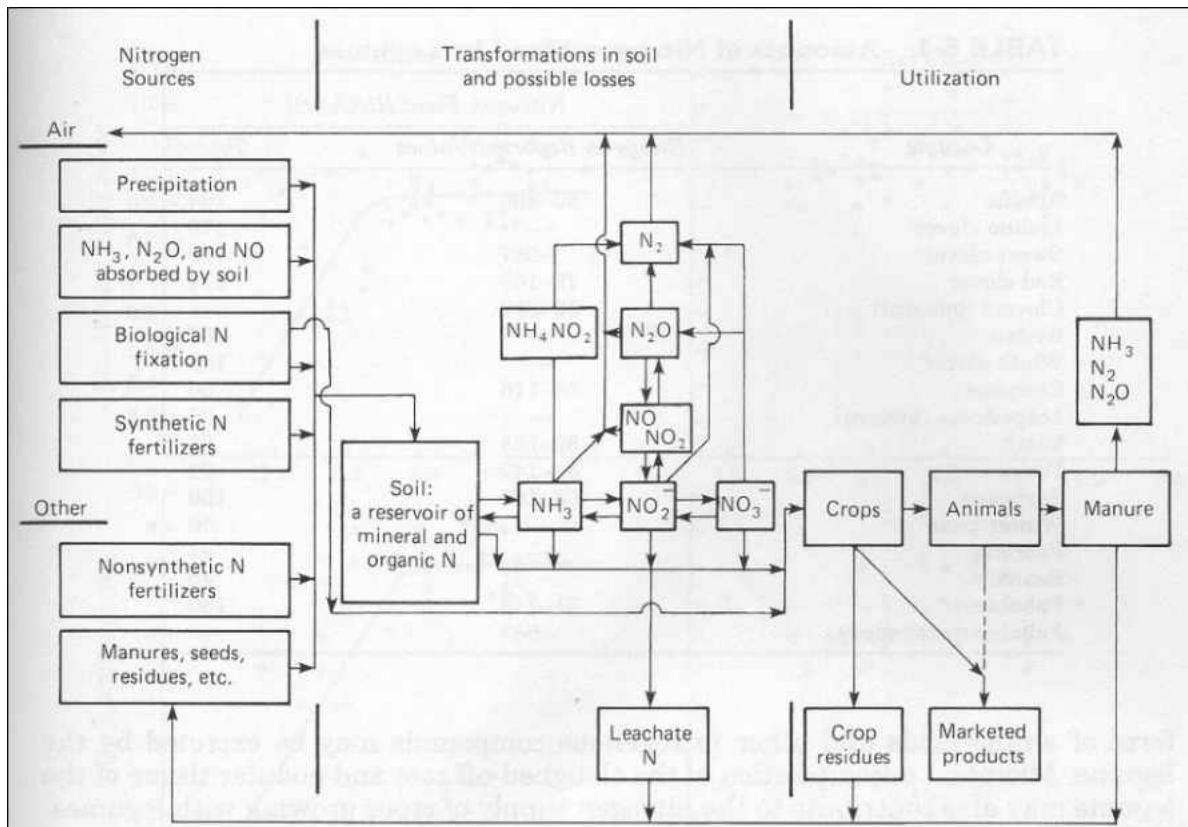 Nitrogen
Sources
Transformations in soil
and possible losses
Utilization
Air
Precipitation
NH₃, N₂O, and NO
absorbed by soil
Biological N
fixation
Synthetic N
fertilizers
Other
Nonsynthetic N
fertilizers
Manures, seeds,
residues, etc.
Soil:
a reservoir of
mineral and
organic N
N₂
NH₄NO₂
N₂O
NO
NO₂
NH₃
NO₂⁻
NO₃⁻
Crops
Animals
Manure
NH₃
N₂
N₂O
Leachate
N
Crop
residues
Marketed
products